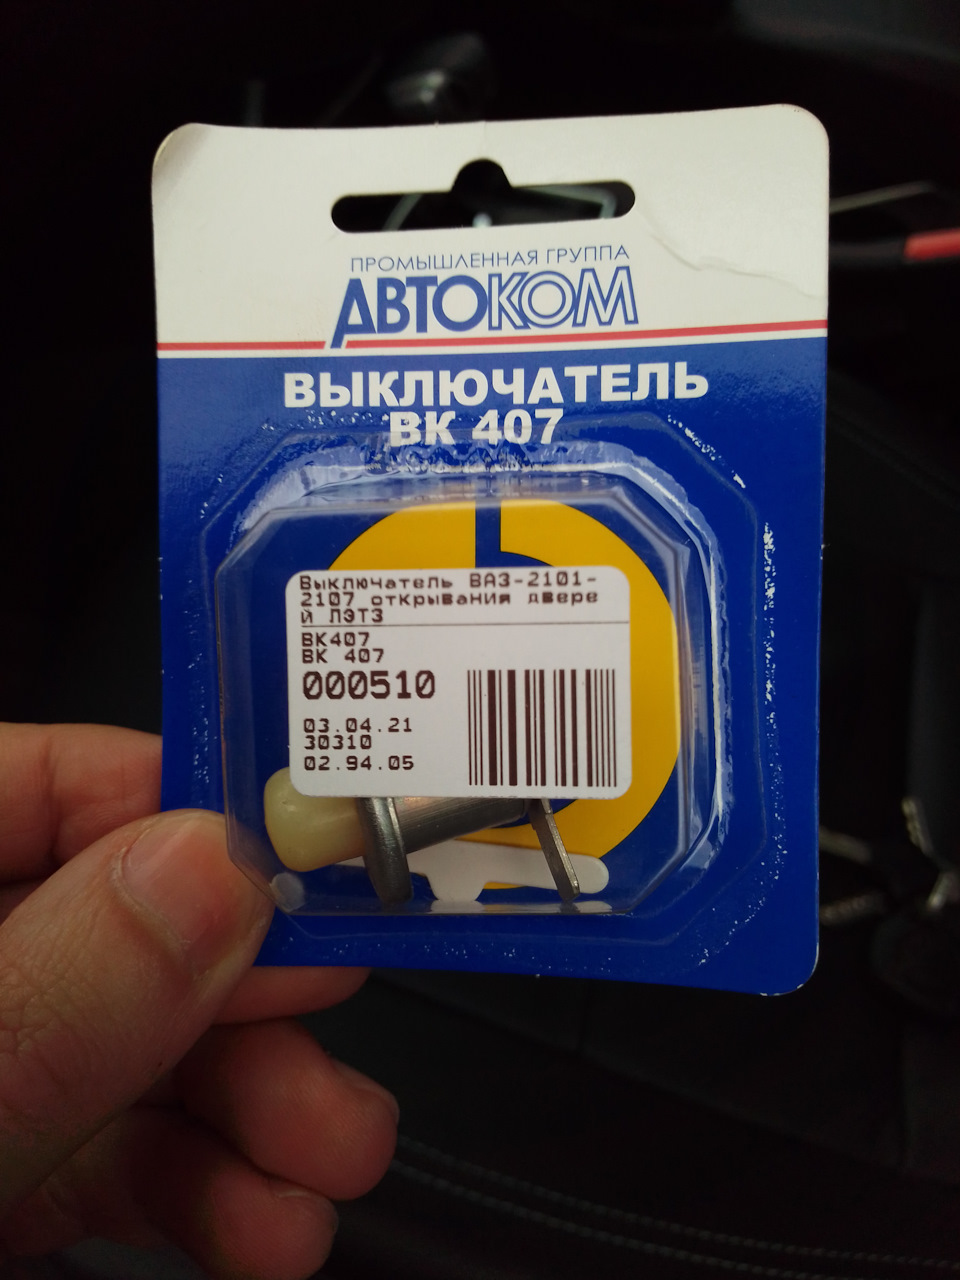 ПРОМЫШЛЕННАЯ ГРУППА
АВТОКОМ
ВЫКЛЮЧАТЕЛЬ
ВК 407
Выключатель ВАЗ-2101-
2107 открывания двере
й ЛЭТЗ
ВК407
ВК 407
000510
03.04.21
30310
02.94.05